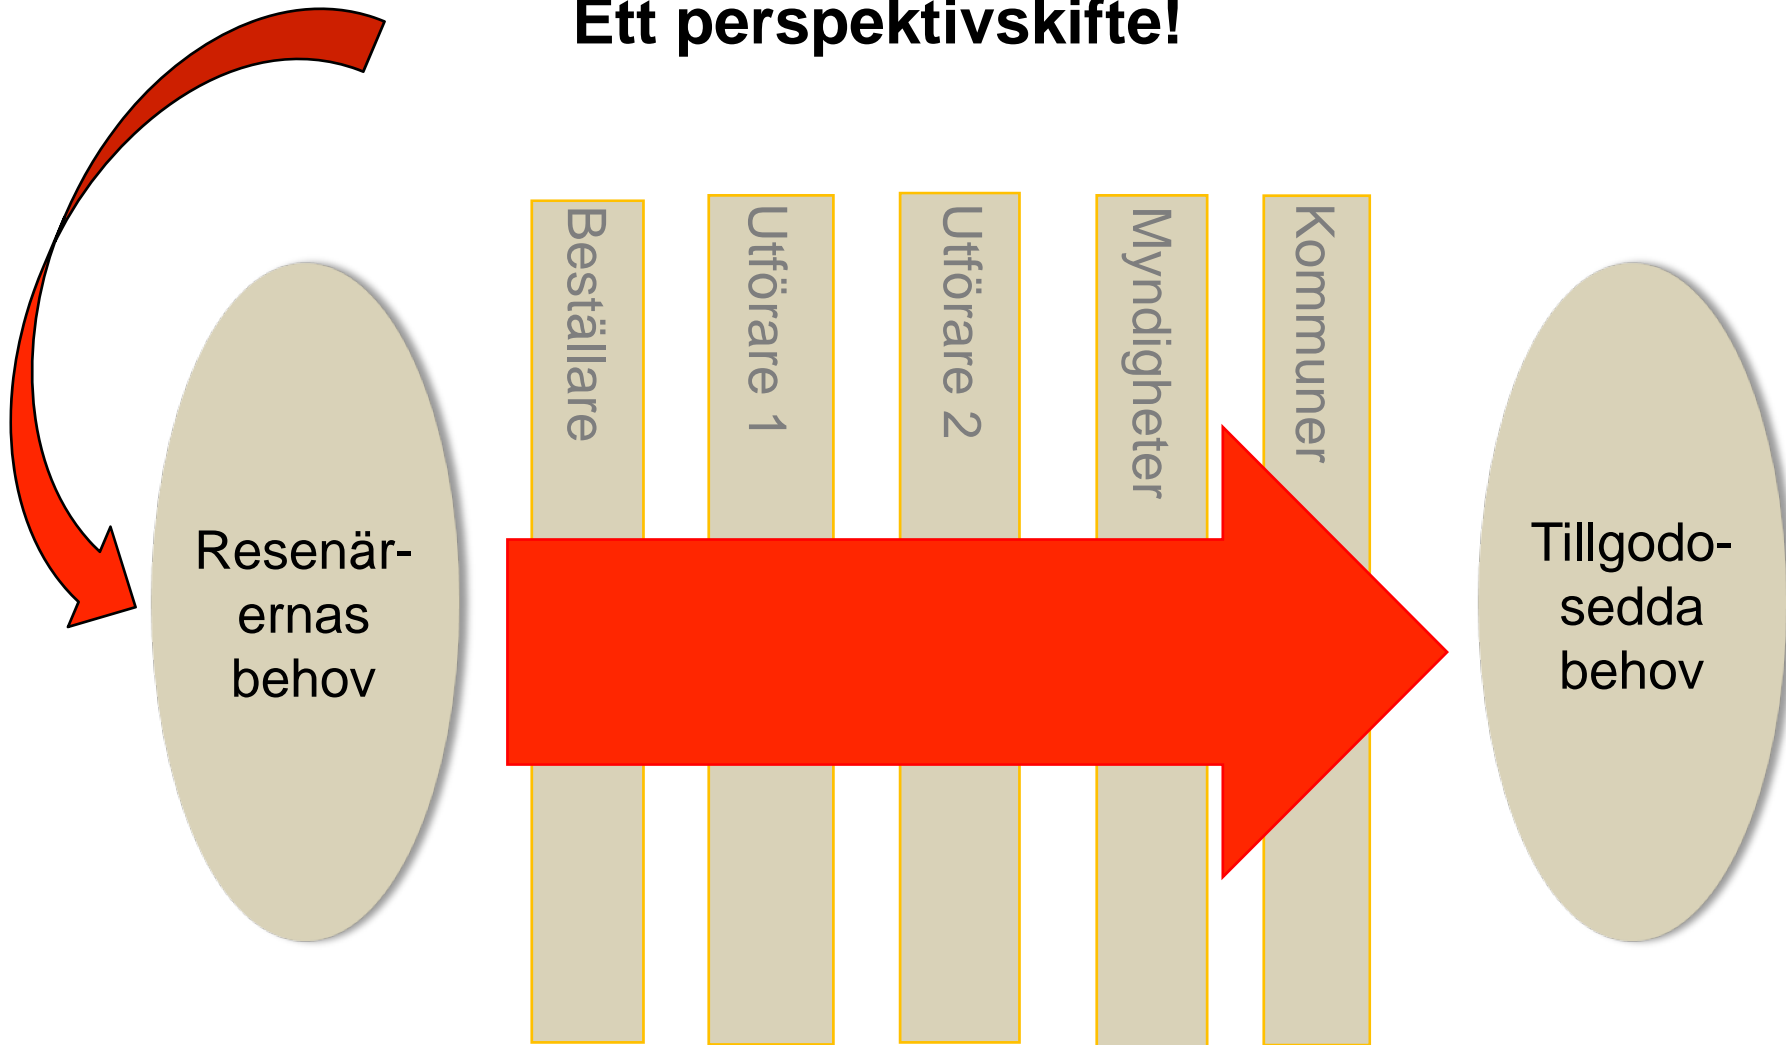 Ett perspektivskifte!
Beställare
Utförare 1
Utförare 2
Myndigheter
Kommuner
Resenär-
ernas
behov
Tillgodo-
sedda
behov